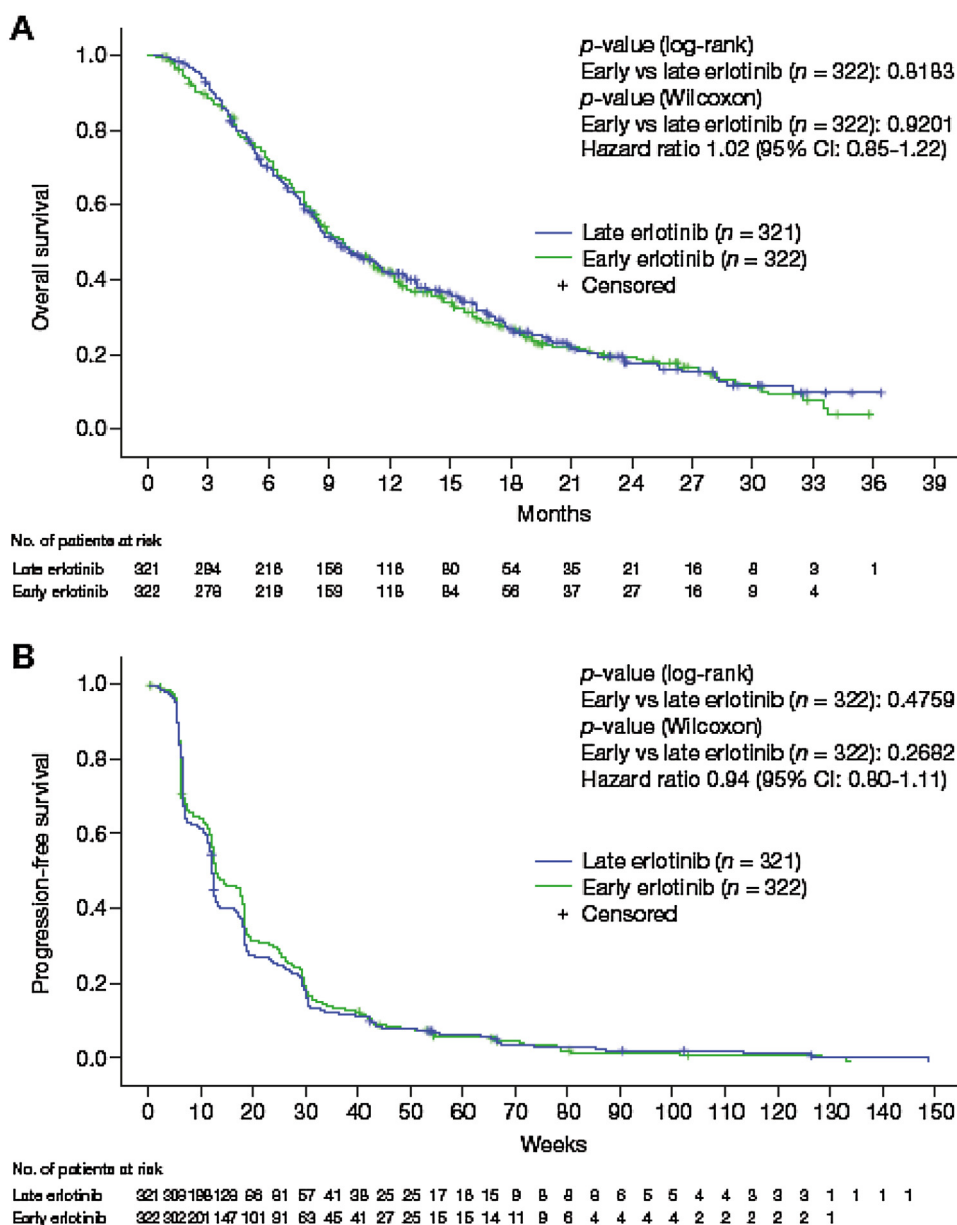 A
p-value (log-rank)
Early vs late erlotinib (n = 322): 0.8183
p-value (Wilcoxon)
Early vs late erlotinib (n = 322): 0.9201
Hazard ratio 1.02 (95% CI: 0.85–1.22)
Late erlotinib (n = 321)
Early erlotinib (n = 322)
+ Censored
Overall survival
1.0
0.8
0.6
0.4
0.2
0.0
0 3 6 9 12 15 18 21 24 27 30 33 36 39
Months
No. of patients at risk
Late erlotinib 321 294 216 156 116 80 54 35 21 16 8 3 1
Early erlotinib 322 278 219 159 118 84 56 37 27 16 9 4
B
p-value (log-rank)
Early vs late erlotinib (n = 322): 0.4759
p-value (Wilcoxon)
Early vs late erlotinib (n = 322): 0.2682
Hazard ratio 0.94 (95% CI: 0.80–1.11)
Late erlotinib (n = 321)
Early erlotinib (n = 322)
+ Censored
Progression-free survival
1.0
0.8
0.6
0.4
0.2
0.0
0 10 20 30 40 50 60 70 80 90 100 110 120 130 140 150
Weeks
No. of patients at risk
Late erlotinib 321 309 198 129 86 81 57 41 38 25 25 17 16 15 9 8 8 8 6 5 5 4 4 3 3 3 1 1 1 1
Early erlotinib 322 302 201 147 101 91 63 45 41 27 25 15 15 14 11 9 6 4 4 4 4 2 2 2 2 2 1